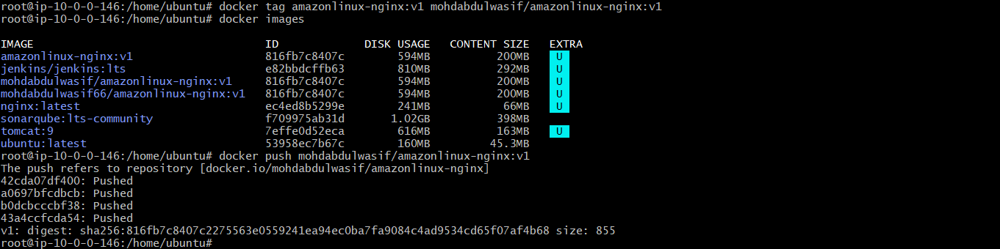 root@ip-10-0-0-146:/home/ubuntu# docker tag amazonlinux-nginx:v1 mohdabdulwasif/amazonlinux-nginx:v1
root@ip-10-0-0-146:/home/ubuntu# docker images
IMAGE ID DISK USAGE CONTENT SIZE EXTRA
amazonlinux-nginx:v1 816fb7c8407c 594MB 200MB U
jenkins/jenkins:lts e82bbdcffb63 810MB 292MB U
mohdabdulwasif/amazonlinux-nginx:v1 816fb7c8407c 594MB 200MB U
mohdabdulwasif66/amazonlinux-nginx:v1 816fb7c8407c 594MB 200MB U
nginx:latest ec4ed8b5299e 241MB 66MB U
sonarqube:lts-community f709975ab31d 1.02GB 398MB
tomcat:9 7effe0d52eca 616MB 163MB U
ubuntu:latest 53958ec7b67c 160MB 45.3MB
root@ip-10-0-0-146:/home/ubuntu# docker push mohdabdulwasif/amazonlinux-nginx:v1
The push refers to repository [docker.io/mohdabdulwasif/amazonlinux-nginx]
42cda07df400: Pushed
a0697bfcdbcb: Pushed
b0dcbcccbf38: Pushed
43a4ccfcda54: Pushed
v1: digest: sha256:816fb7c8407c2275563e0559241ea94ec0ba7fa9084c4ad9534cd65f07af4b68 size: 855
root@ip-10-0-0-146:/home/ubuntu#